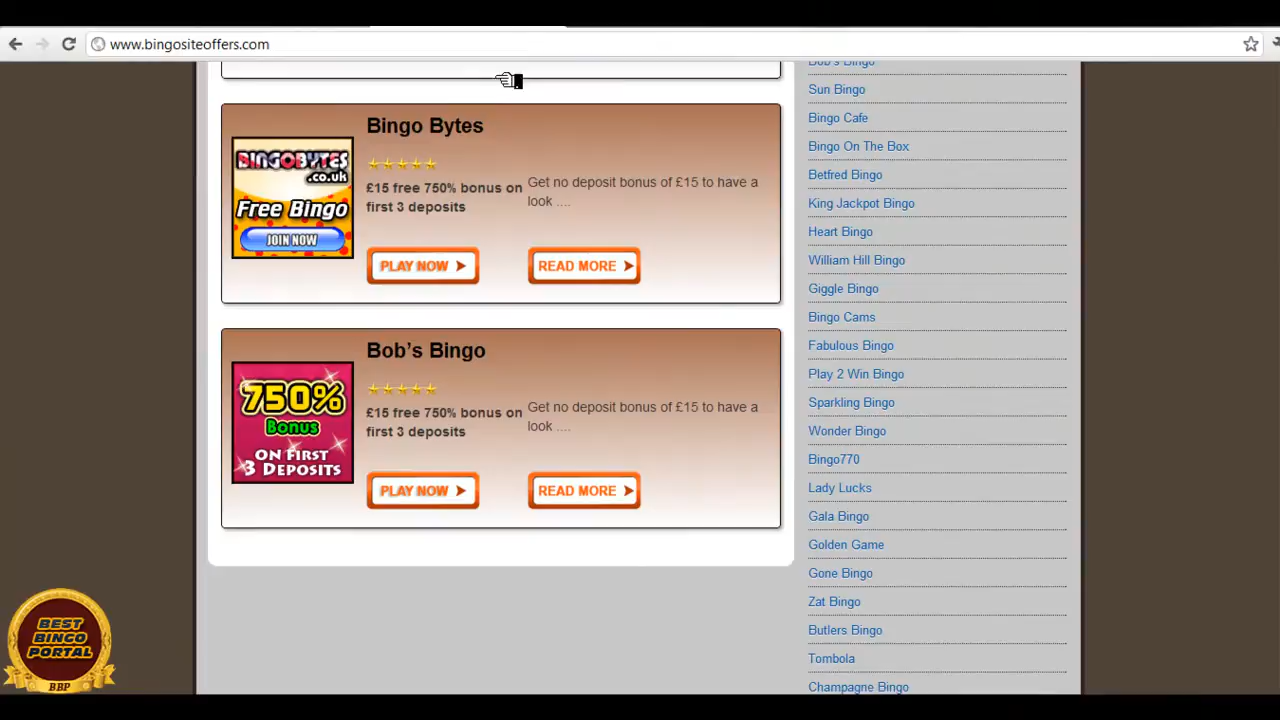 www.bingositeoffers.com
Bingo Bytes
BINGOBYTES
.co.uk
Free Bingo
JOIN NOW
£15 free 750% bonus on
first 3 deposits
Get no deposit bonus of £15 to have a
look ....
PLAY NOW
READ MORE
Bob’s Bingo
750%
Bonus
ON FIRST
3 DEPOSITS
£15 free 750% bonus on
first 3 deposits
Get no deposit bonus of £15 to have a
look ....
PLAY NOW
READ MORE
Bob's Bingo
Sun Bingo
Bingo Cafe
Bingo On The Box
Betfred Bingo
King Jackpot Bingo
Heart Bingo
William Hill Bingo
Giggle Bingo
Bingo Cams
Fabulous Bingo
Play 2 Win Bingo
Sparkling Bingo
Wonder Bingo
Bingo770
Lady Lucks
Gala Bingo
Golden Game
Gone Bingo
Zat Bingo
Butlers Bingo
Tombola
Champagne Bingo
BEST
BINGO
PORTAL
BBP